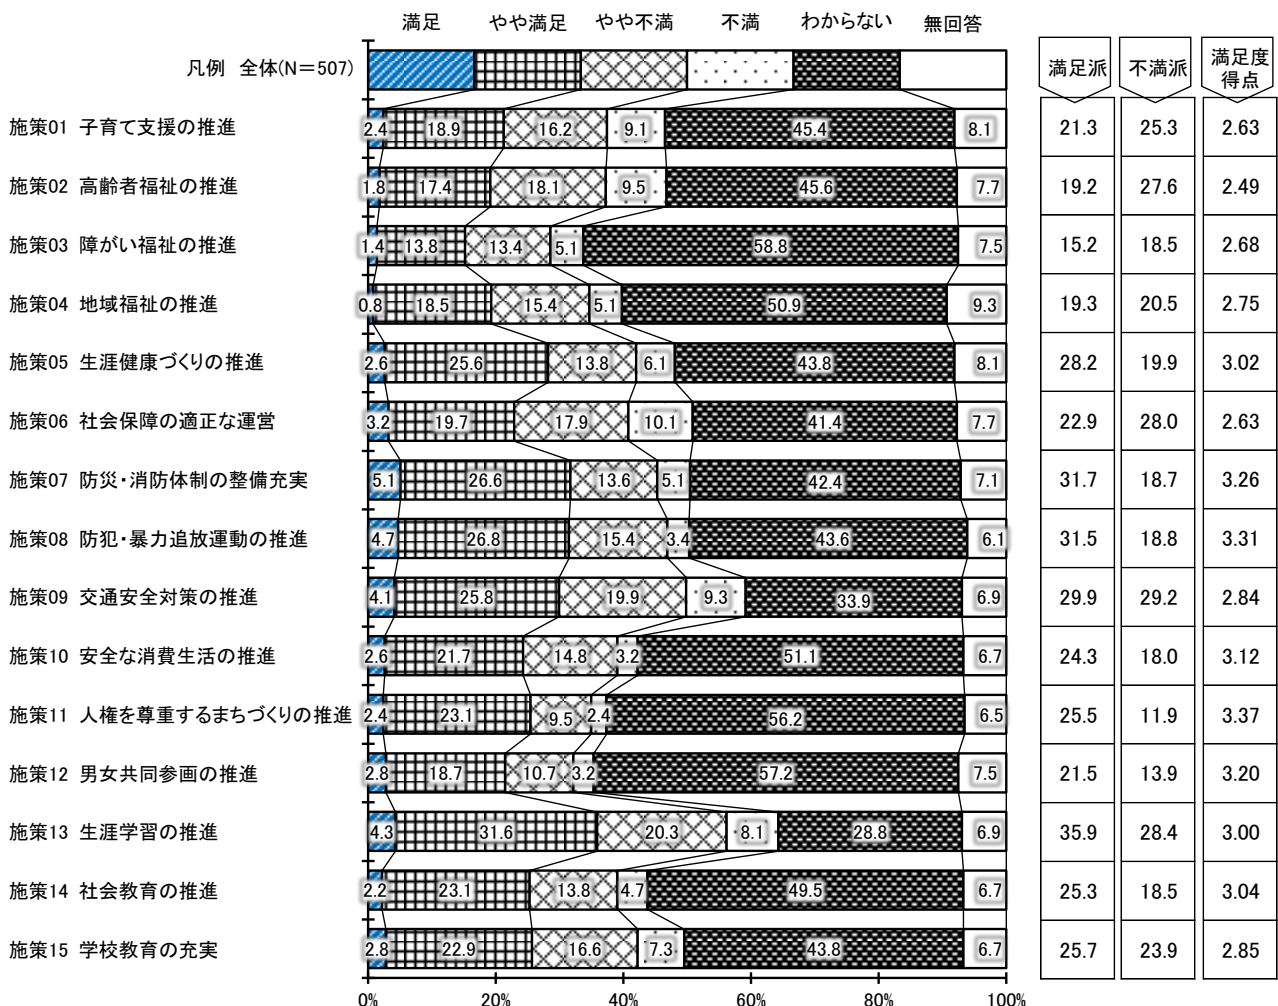 満足 やや満足 やや不満 不満 わからない 無回答
凡例 全体(N=507) 満足派 不満派 満足度
得点
施策01 子育て支援の推進 2.4 18.9 16.2 9.1 45.4 8.1 21.3 25.3 2.63
施策02 高齢者福祉の推進 1.8 17.4 18.1 9.5 45.6 7.7 19.2 27.6 2.49
施策03 障がい福祉の推進 1.4 13.8 13.4 5.1 58.8 7.5 15.2 18.5 2.68
施策04 地域福祉の推進 0.8 18.5 15.4 5.1 50.9 9.3 19.3 20.5 2.75
施策05 生涯健康づくりの推進 2.6 25.6 13.8 6.1 43.8 8.1 28.2 19.9 3.02
施策06 社会保障の適正な運営 3.2 19.7 17.9 10.1 41.4 7.7 22.9 28.0 2.63
施策07 防災・消防体制の整備充実 5.1 26.6 13.6 5.1 42.4 7.1 31.7 18.7 3.26
施策08 防犯・暴力追放運動の推進 4.7 26.8 15.4 3.4 43.6 6.1 31.5 18.8 3.31
施策09 交通安全対策の推進 4.1 25.8 19.9 9.3 33.9 6.9 29.9 29.2 2.84
施策10 安全な消費生活の推進 2.6 21.7 14.8 3.2 51.1 6.7 24.3 18.0 3.12
施策11 人権を尊重するまちづくりの推進 2.4 23.1 9.5 2.4 56.2 6.5 25.5 11.9 3.37
施策12 男女共同参画の推進 2.8 18.7 10.7 3.2 57.2 7.5 21.5 13.9 3.20
施策13 生涯学習の推進 4.3 31.6 20.3 8.1 28.8 6.9 35.9 28.4 3.00
施策14 社会教育の推進 2.2 23.1 13.8 4.7 49.5 6.7 25.3 18.5 3.04
施策15 学校教育の充実 2.8 22.9 16.6 7.3 43.8 6.7 25.7 23.9 2.85
0% 20% 40% 60% 80% 100%